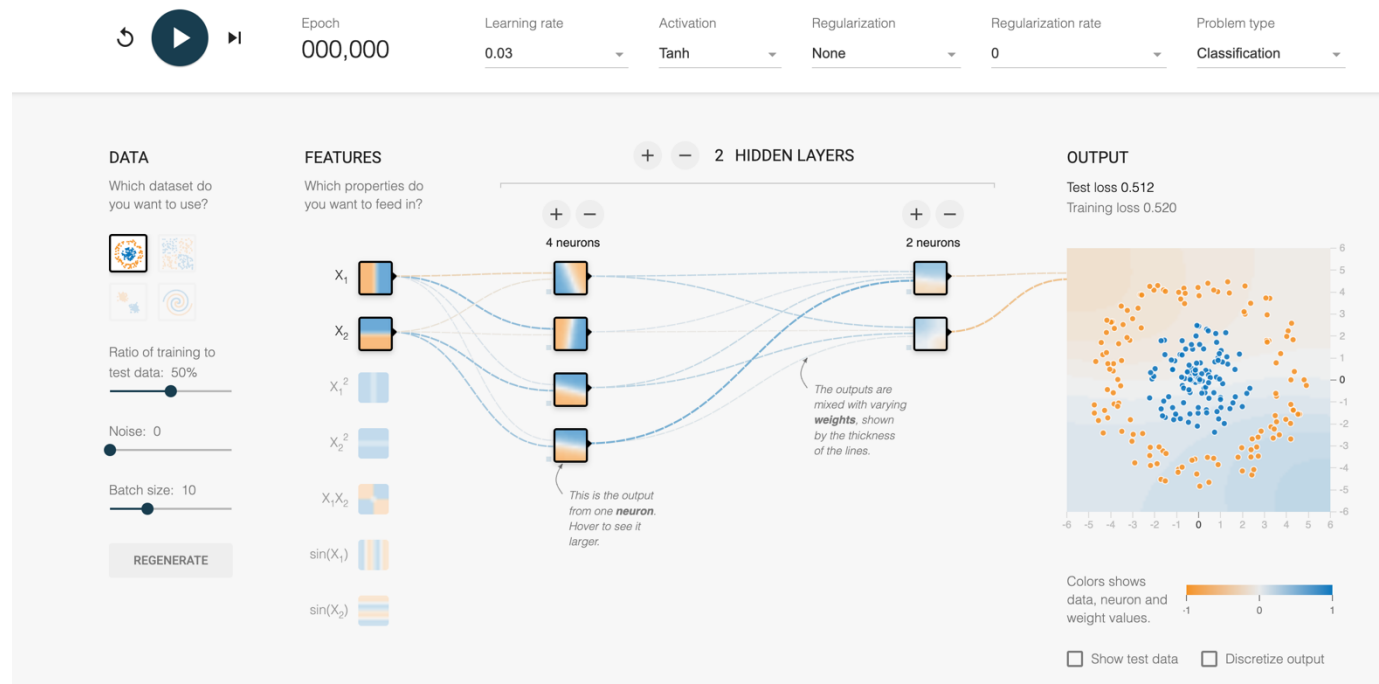 Epoch
000,000
Learning rate
0.03
Activation
Tanh
Regularization
None
Regularization rate
0
Problem type
Classification
DATA
Which dataset do
you want to use?
Ratio of training to
test data: 50%
Noise: 0
Batch size: 10
REGENERATE
FEATURES
Which properties do
you want to feed in?
X₁
X₂
X₁²
X₂²
X₁X₂
sin(X₁)
sin(X₂)
+ − 2 HIDDEN LAYERS
+ −
4 neurons
+ −
2 neurons
This is the output
from one neuron.
Hover to see it
larger.
The outputs are
mixed with varying
weights, shown
by the thickness
of the lines.
OUTPUT
Test loss 0.512
Training loss 0.520
6
5
4
3
2
1
0
-1
-2
-3
-4
-5
-6
-6 -5 -4 -3 -2 -1 0 1 2 3 4 5 6
Colors shows
data, neuron and
weight values.
-1 0 1
Show test data
Discretize output